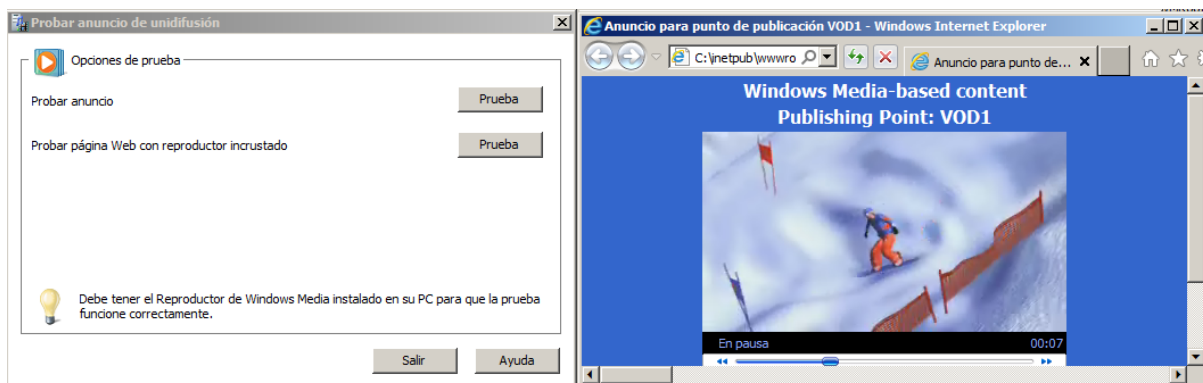 Probar anuncio de unidifusión
Opciones de prueba
Probar anuncio
Prueba
Probar página Web con reproductor incrustado
Prueba
Debe tener el Reproductor de Windows Media instalado en su PC para que la prueba
funcione correctamente.
Salir
Ayuda
Anuncio para punto de publicación VOD1 - Windows Internet Explorer
C:\inetpub\wwwro
Anuncio para punto de...
Windows Media-based content
Publishing Point: VOD1
En pausa
00:07